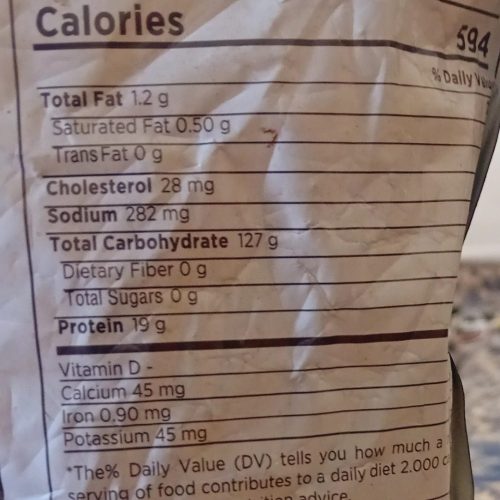 Calories 594
% Daily
Total Fat 1.2 g
Saturated Fat 0.50 g
Trans Fat 0 g
Cholesterol 28 mg
Sodium 282 mg
Total Carbohydrate 127 g
Dietary Fiber 0 g
Total Sugars 0 g
Protein 19 g
Vitamin D -
Calcium 45 mg
Iron 0.90 mg
Potassium 45 mg
*The% Daily Value (DV) tells you how much a
serving of food contributes to a daily diet 2.000
advice.